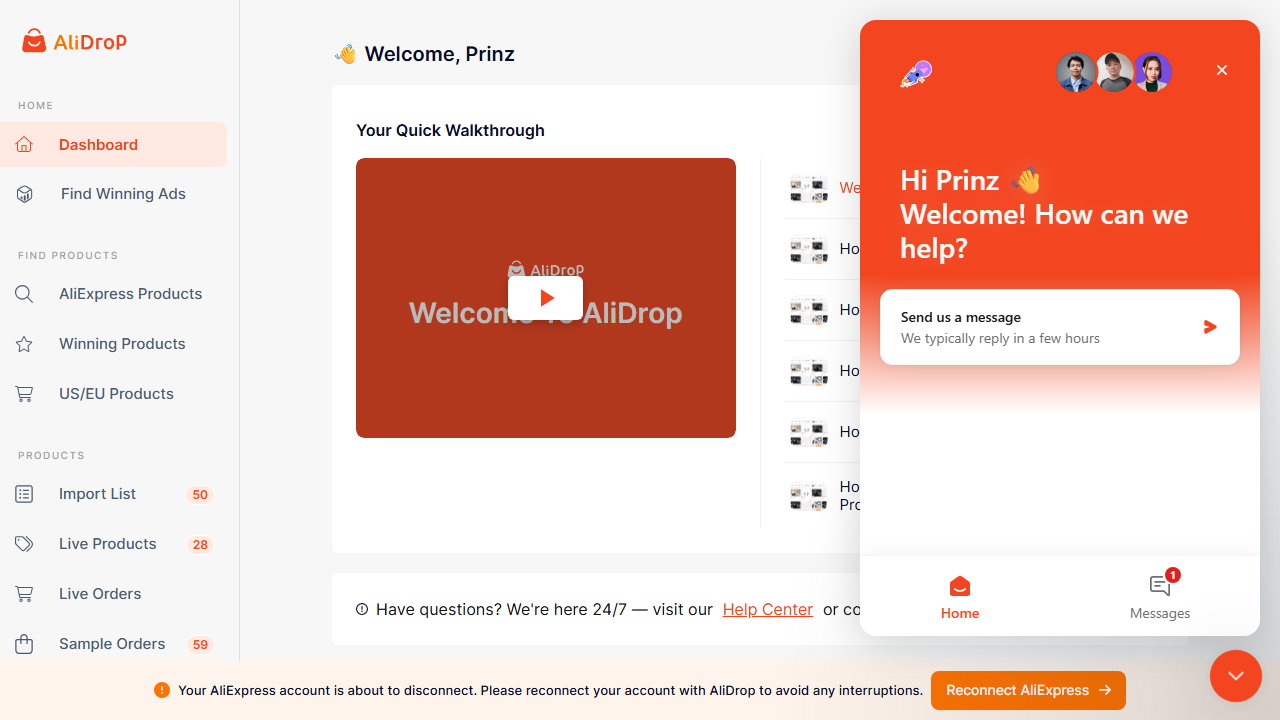 AliDrop
HOME
Dashboard
Find Winning Ads
FIND PRODUCTS
AliExpress Products
Winning Products
US/EU Products
PRODUCTS
Import List 50
Live Products 28
Live Orders
Sample Orders 59
👋 Welcome, Prinz
Your Quick Walkthrough
AliDrop
Welcome To AliDrop
We
Ho
Ho
Ho
Ho
Ho
Pro
Have questions? We're here 24/7 — visit our Help Center or co
Hi Prinz 👋
Welcome! How can we
help?
Send us a message
We typically reply in a few hours
Home
1
Messages
Your AliExpress account is about to disconnect. Please reconnect your account with AliDrop to avoid any interruptions.
Reconnect AliExpress →